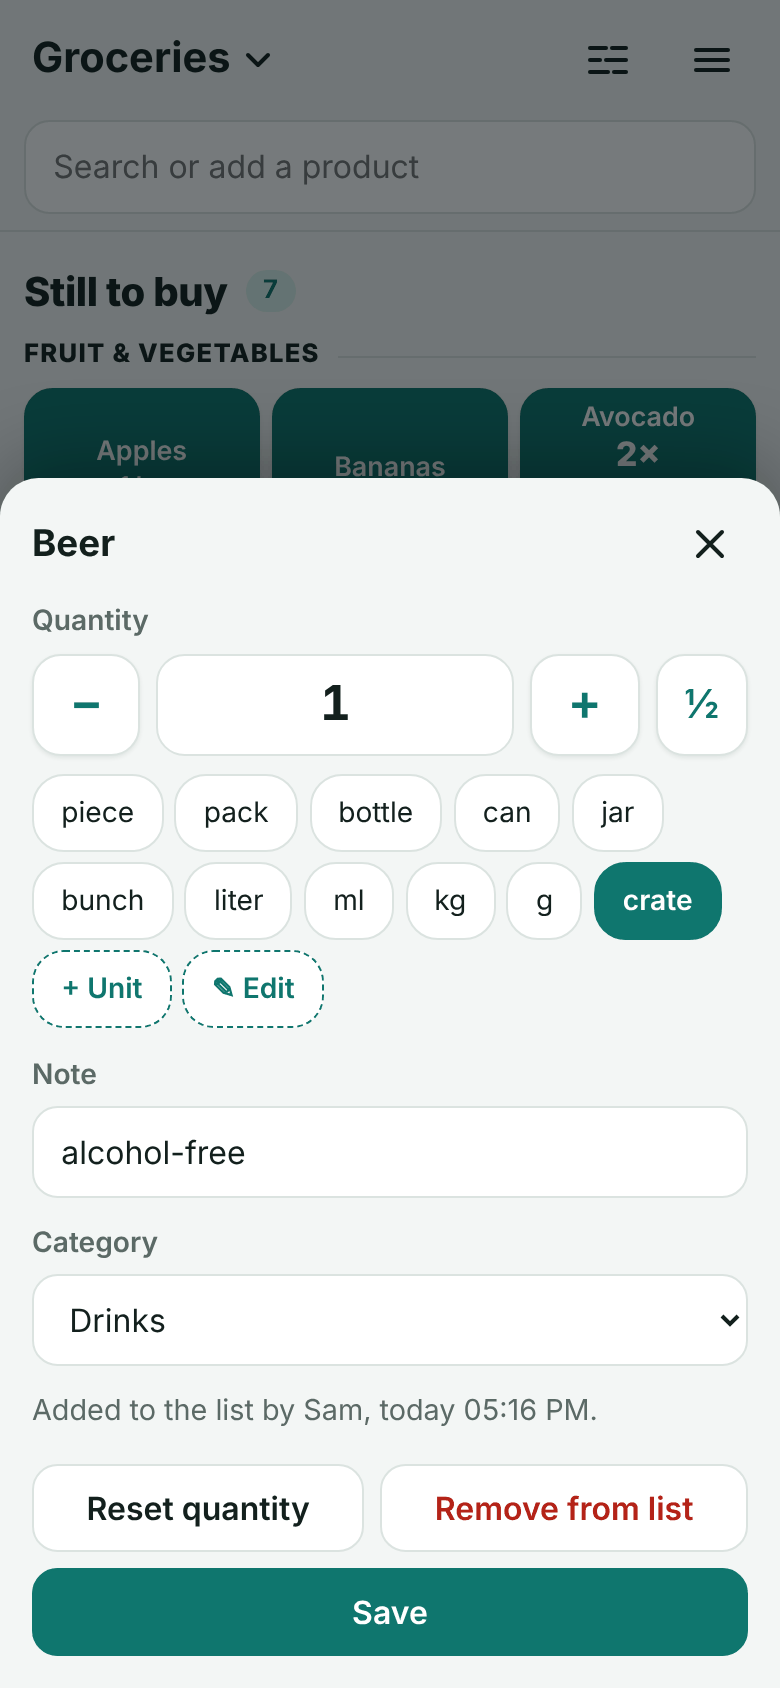 Groceries
Search or add a product
Still to buy 7
FRUIT & VEGETABLES
Apples
Bananas
Avocado
2×
Beer
Quantity
− 1 + ½
piece pack bottle can jar
bunch liter ml kg g crate
+ Unit ✎ Edit
Note
alcohol-free
Category
Drinks
Added to the list by Sam, today 05:16 PM.
Reset quantity Remove from list
Save